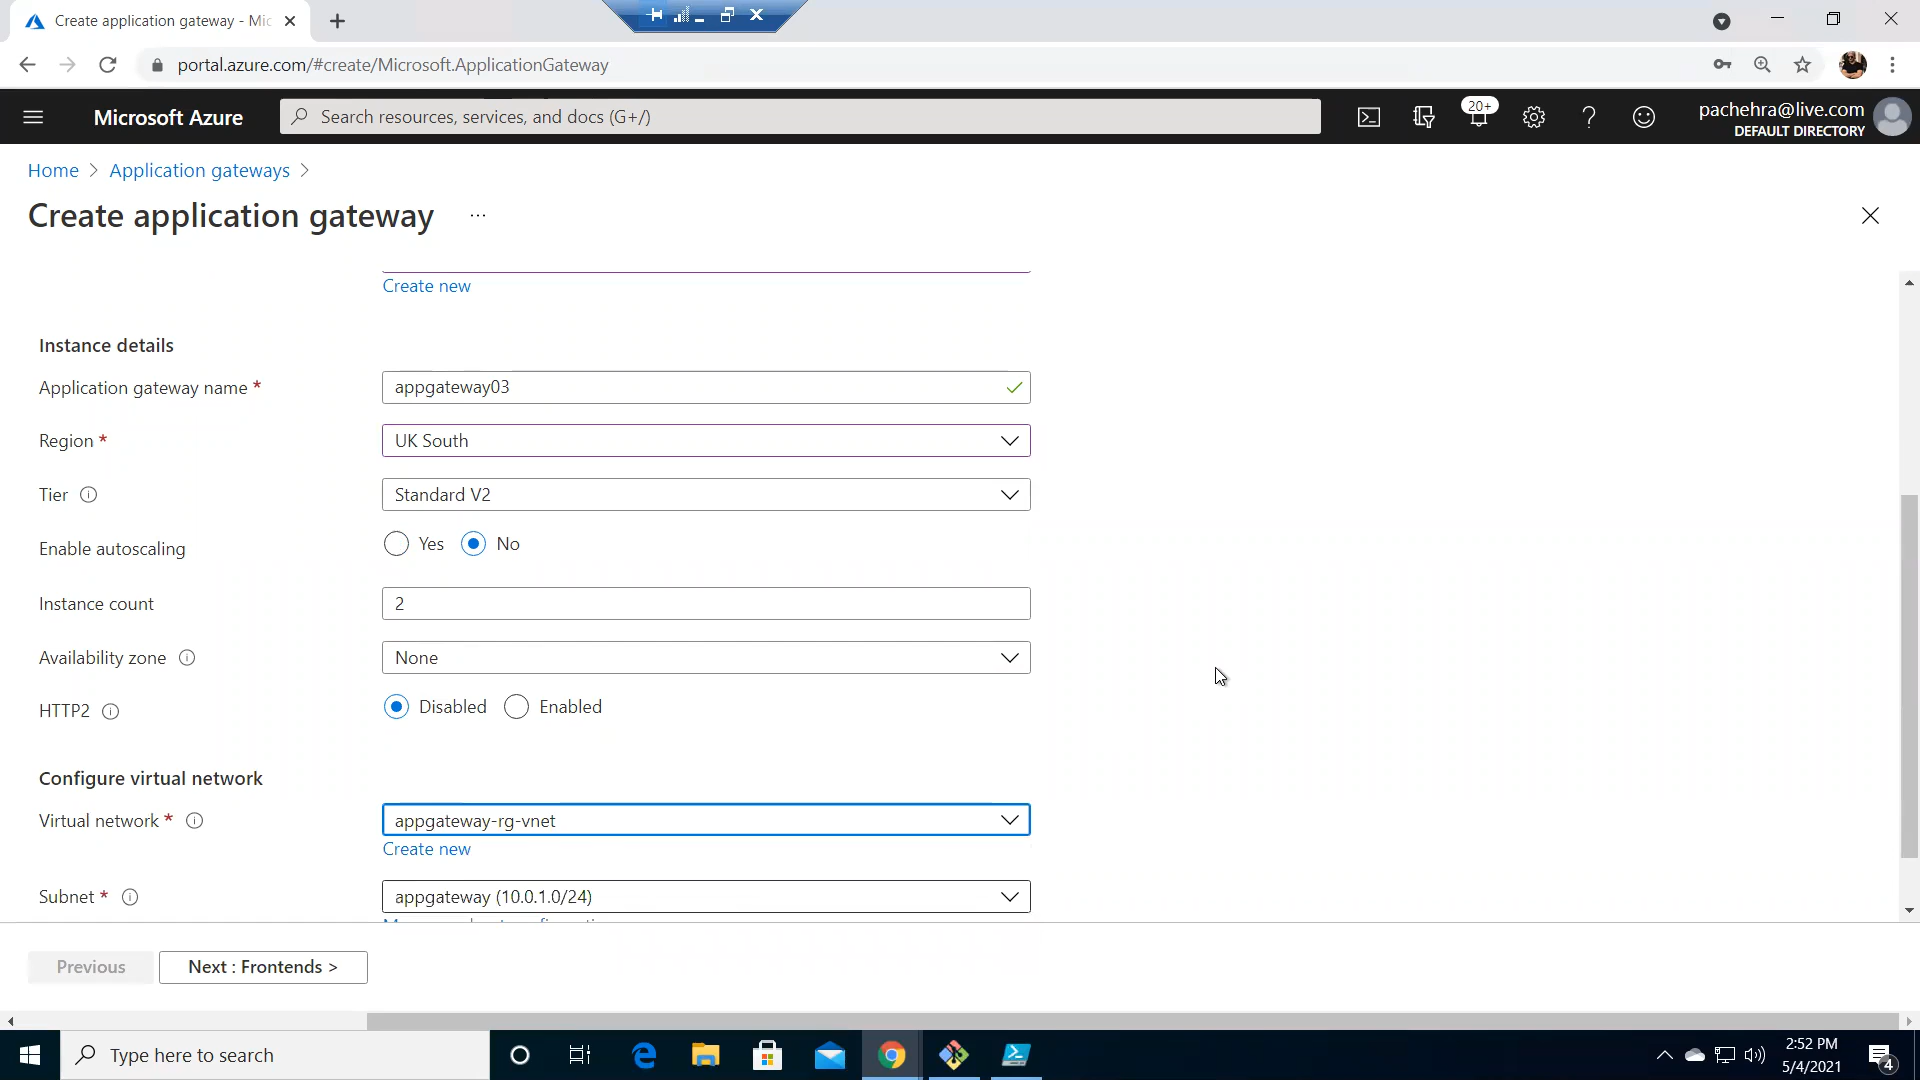 Create application gateway - Mic
portal.azure.com/#create/Microsoft.ApplicationGateway
Microsoft Azure
Search resources, services, and docs (G+/)
20+
pachehra@live.com
DEFAULT DIRECTORY
Home > Application gateways >
Create application gateway ...
Create new
Instance details
Application gateway name *
appgateway03
Region *
UK South
Tier
Standard V2
Enable autoscaling
Yes No
Instance count
2
Availability zone
None
HTTP2
Disabled Enabled
Configure virtual network
Virtual network *
appgateway-rg-vnet
Create new
Subnet *
appgateway (10.0.1.0/24)
Previous
Next : Frontends >
Type here to search
2:52 PM
5/4/2021
4